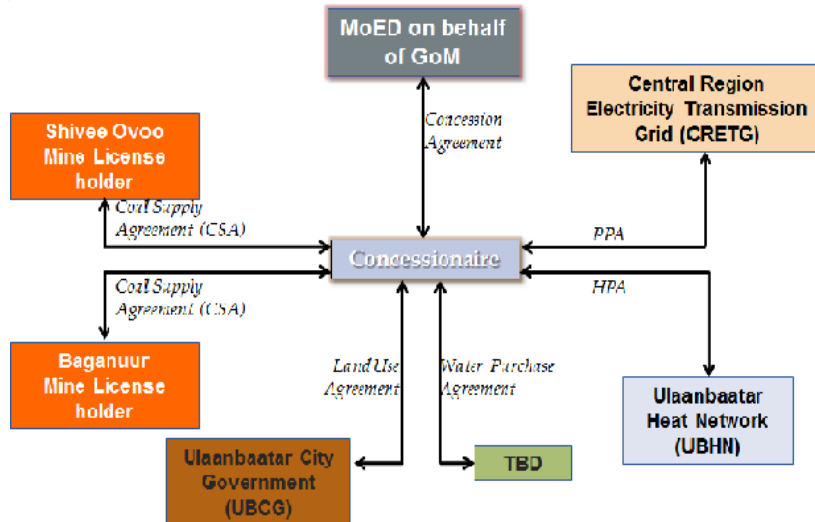 MoED on behalf
of GoM
Central Region
Electricity Transmission
Grid (CRETG)
Concession
Agreement
Shivee Ovoo
Mine License
holder
Coal Supply
Agreement (CSA)
PPA
Concessionaire
Coal Supply
Agreement (CSA)
HPA
Baganuur
Mine License
holder
Land Use
Agreement
Water Purchase
Agreement
Ulaanbaatar
Heat Network
(UBHN)
Ulaanbaatar City
Government
(UBCG)
TBD